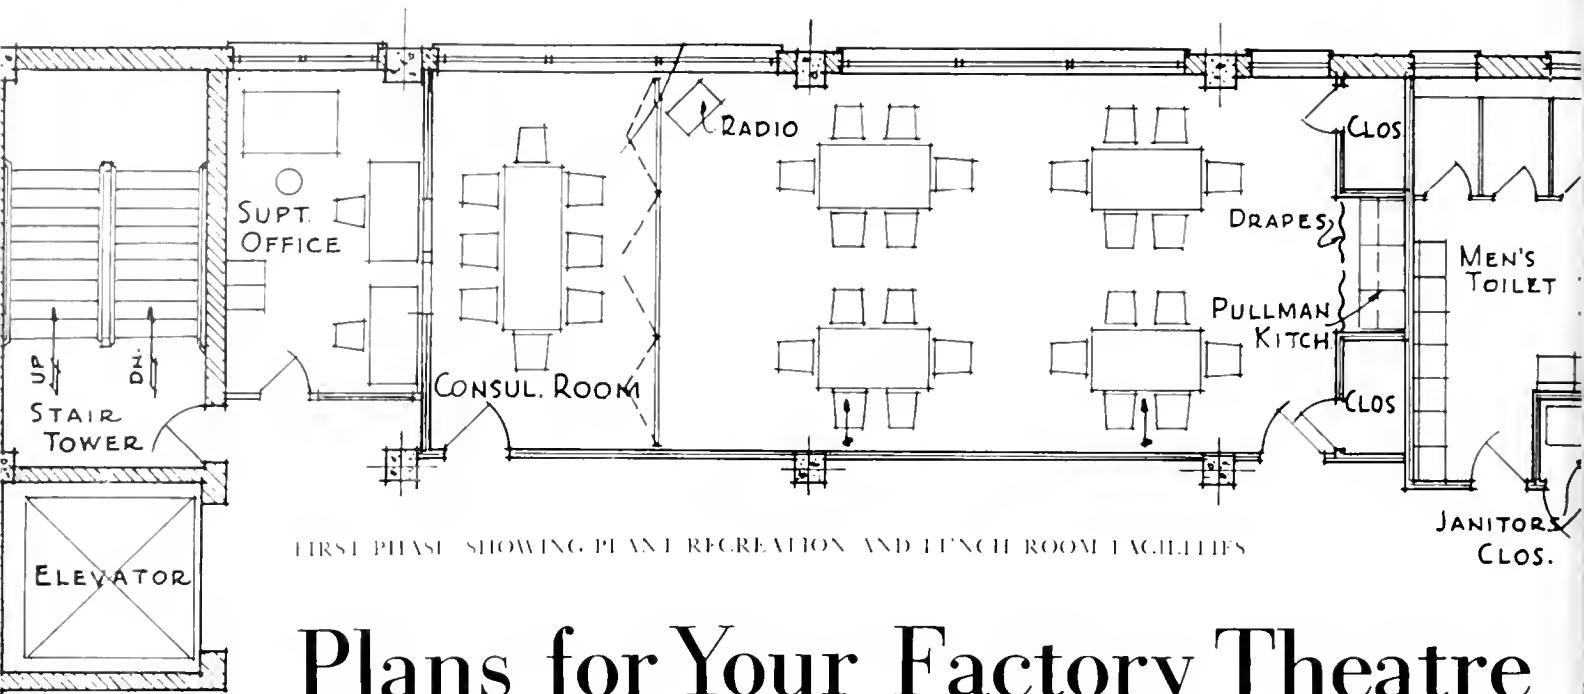 RADIO
CLOS
SUPT.
OFFICE
DRAPES
MEN'S
TOILET
PULLMAN
KITCH
UP
DN.
CONSUL. ROOM
CLOS
STAIR
TOWER
JANITORS
CLOS.
FIRST PHASE SHOWING PLANT RECREATION AND LUNCH ROOM FACILITIES
ELEVATOR
Plans for Your Factory Theatre